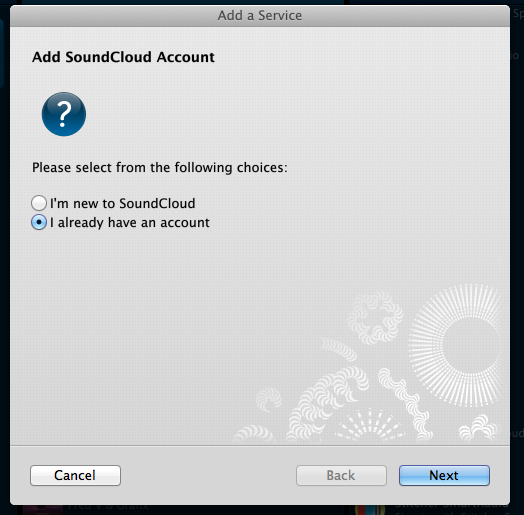 Add a Service
Add SoundCloud Account
?
Please select from the following choices:
I'm new to SoundCloud
I already have an account
Cancel
Back
Next